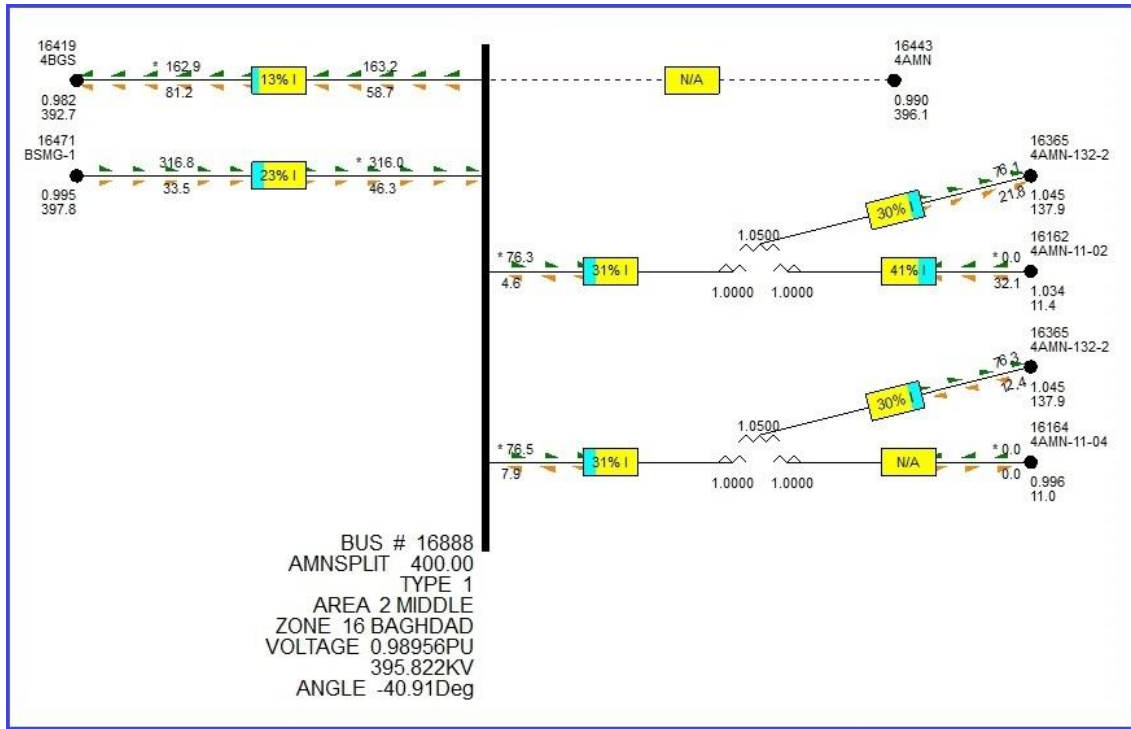 16419
4BGS
* 162.9
163.2
13% I
81.2
58.7
0.982
392.7
N/A
16443
4AMN
0.990
396.1
16471
BSMG-1
316.8
* 316.0
23% I
33.5
46.3
0.995
397.8
16365
4AMN-132-2
76.1
30% I
21.8
1.045
137.9
1.0500
16162
4AMN-11-02
* 76.3
31% I
4.6
1.0000
1.0000
41% I
* 0.0
32.1
1.034
11.4
16365
4AMN-132-2
76.3
30% I
12.4
1.045
137.9
1.0500
16164
4AMN-11-04
* 76.5
31% I
7.9
1.0000
1.0000
N/A
* 0.0
0.0
0.996
11.0
BUS # 16888
AMNSPLIT 400.00
TYPE 1
AREA 2 MIDDLE
ZONE 16 BAGHDAD
VOLTAGE 0.98956PU
395.822KV
ANGLE -40.91Deg